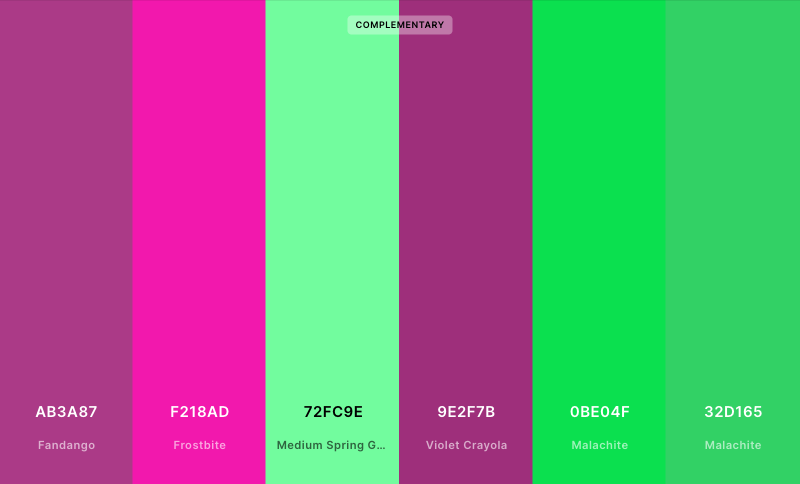 COMPLEMENTARY
AB3A87
Fandango
F218AD
Frostbite
72FC9E
Medium Spring G...
9E2F7B
Violet Crayola
0BE04F
Malachite
32D165
Malachite